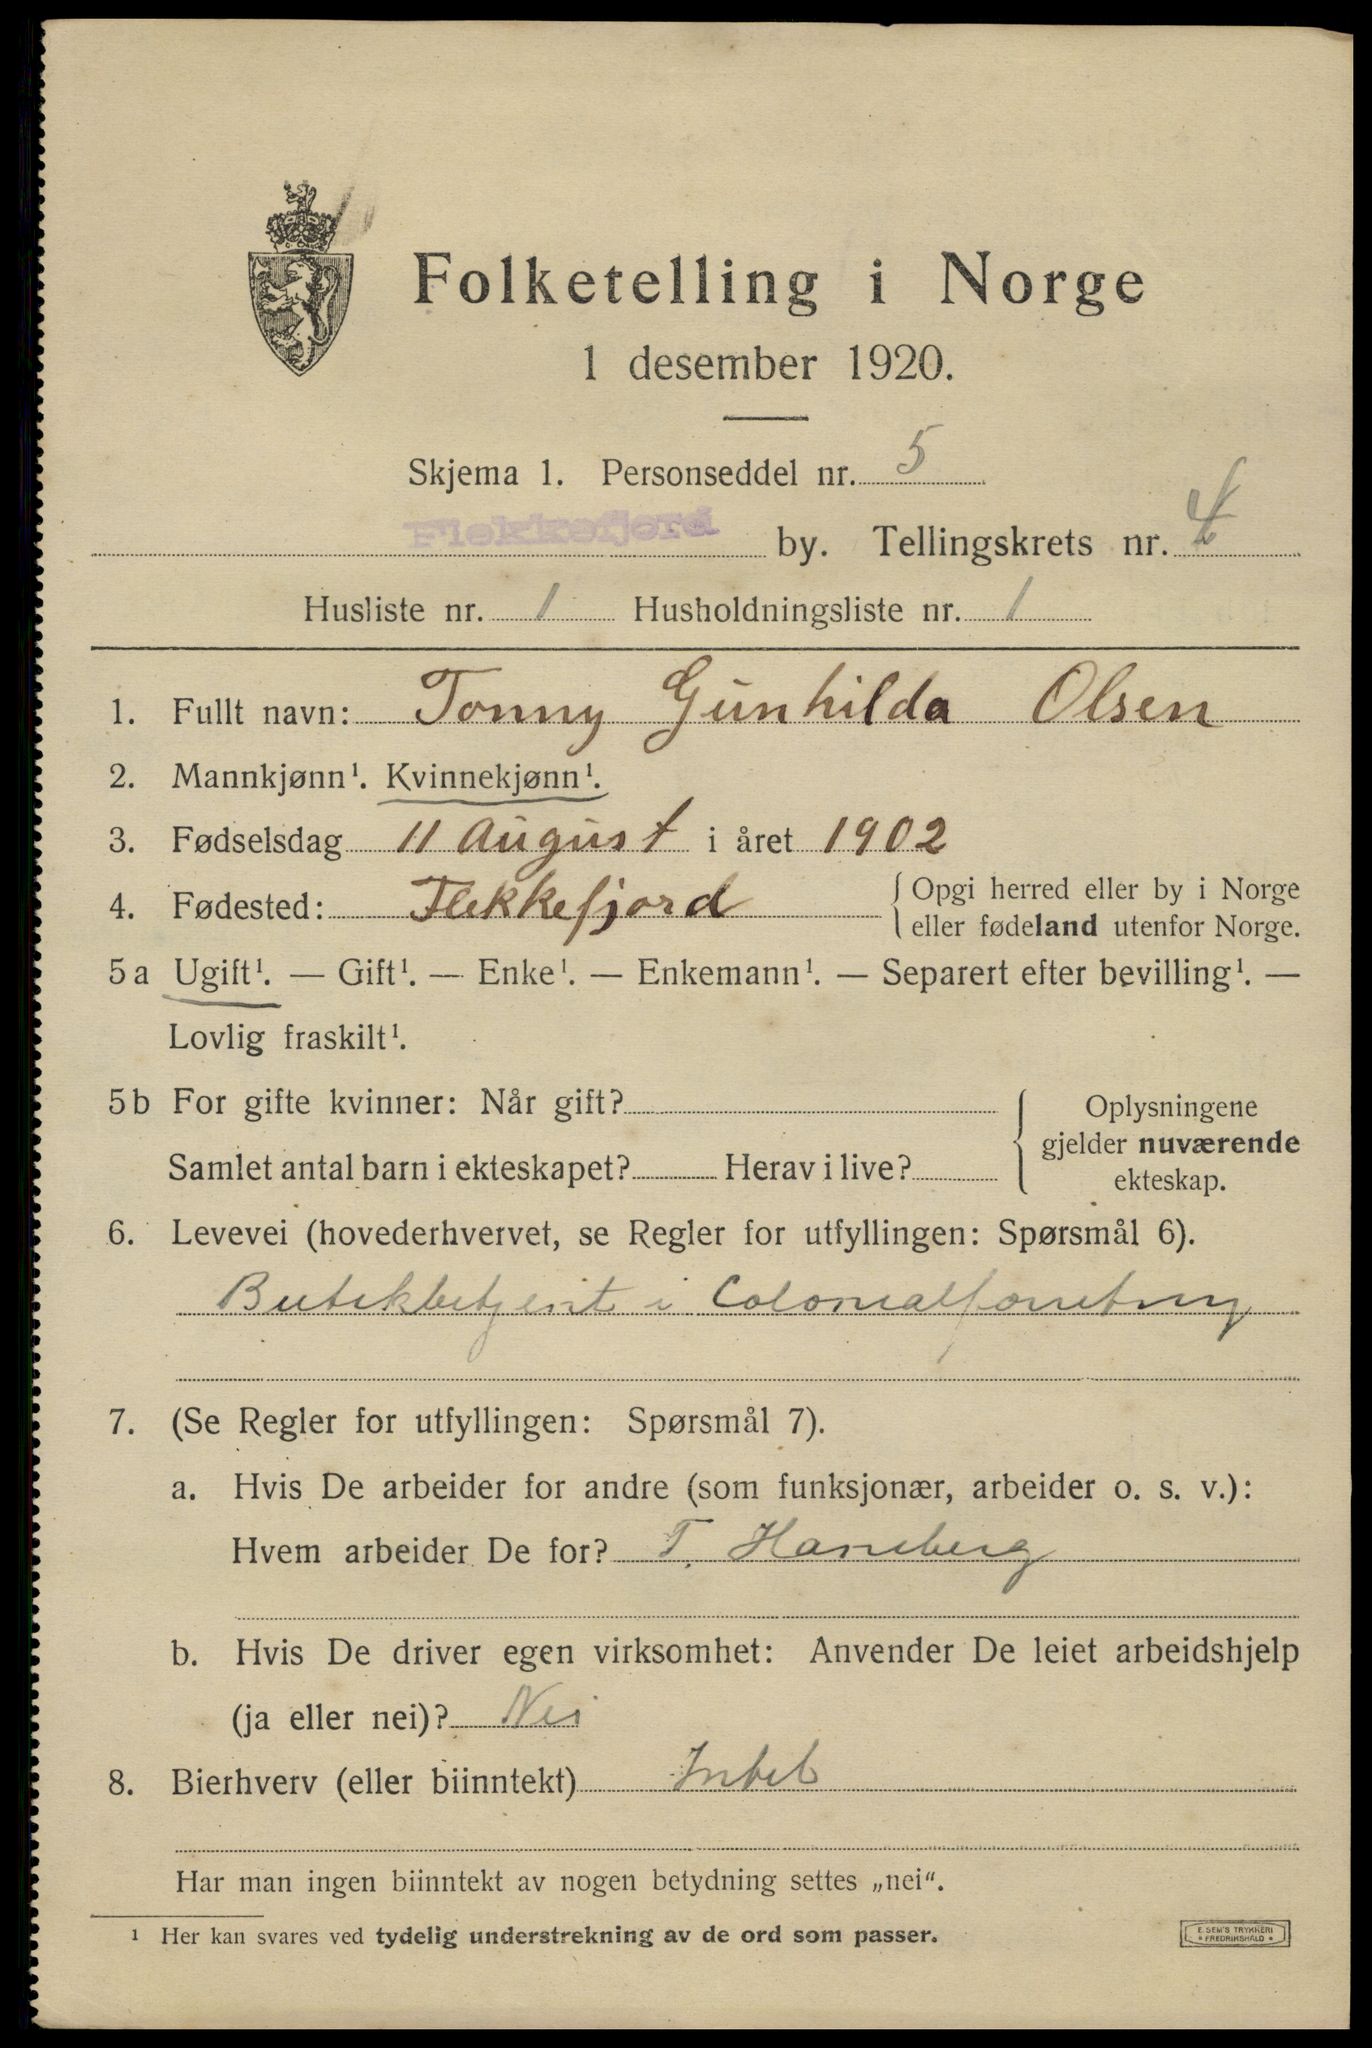 Folketelling i Norge
1 desember 1920.
Skjema 1. Personseddel nr. 5
Flekkefjord by. Tellingskrets nr. 4
Husliste nr. 1 Husholdningsliste nr. 1
1. Fullt navn: Tonny Gunhilda Olsen
2. Mannkjønn¹. Kvinnekjønn¹.
3. Fødselsdag 11 August i året 1902
4. Fødested: Flekkefjord { Opgi herred eller by i Norge
eller fødeland utenfor Norge.
5a Ugift¹. — Gift¹. — Enke¹. — Enkemann¹. — Separert efter bevilling¹. —
Lovlig fraskilt¹.
5b For gifte kvinner: Når gift?
Samlet antal barn i ekteskapet? Herav i live?
Oplysningene
gjelder nuværende
ekteskap.
6. Levevei (hovederhvervet, se Regler for utfyllingen: Spørsmål 6).
Butikbetjent i Colonialforretning
7. (Se Regler for utfyllingen: Spørsmål 7).
a. Hvis De arbeider for andre (som funksjonær, arbeider o. s. v.):
Hvem arbeider De for? T. Haneberg
b. Hvis De driver egen virksomhet: Anvender De leiet arbeidshjelp
(ja eller nei)? Nei
8. Bierhverv (eller biinntekt) Intet
Har man ingen biinntekt av nogen betydning settes „nei“.
¹ Her kan svares ved tydelig understrekning av de ord som passer.
E. SEM'S TRYKKERI
* FREDRIKSHALD *